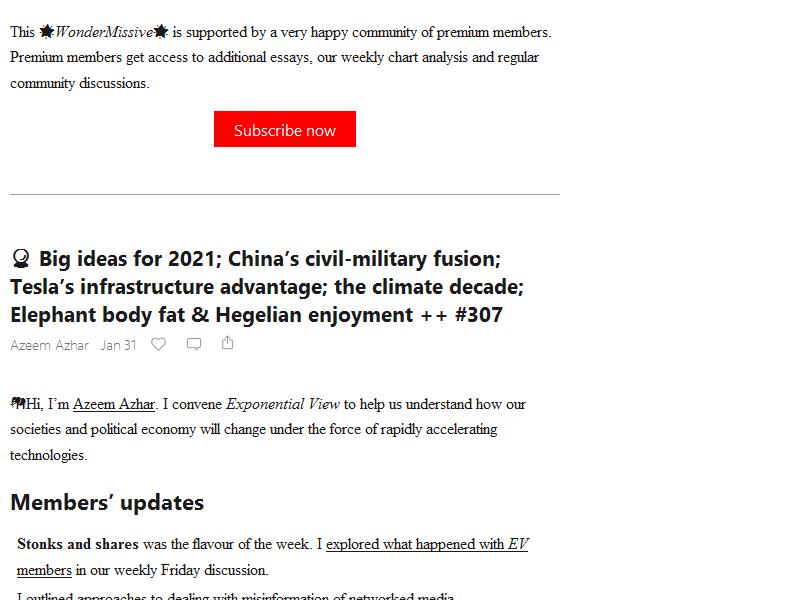 This 🌟WonderMissive🌟 is supported by a very happy community of premium members.
Premium members get access to additional essays, our weekly chart analysis and regular
community discussions.
Subscribe now
🔮 Big ideas for 2021; China’s civil-military fusion;
Tesla’s infrastructure advantage; the climate decade;
Elephant body fat & Hegelian enjoyment ++ #307
Azeem Azhar Jan 31
Hi, I’m Azeem Azhar. I convene Exponential View to help us understand how our
societies and political economy will change under the force of rapidly accelerating
technologies.
Members’ updates
Stonks and shares was the flavour of the week. I explored what happened with EV
members in our weekly Friday discussion.
I outlined approaches to dealing with misinformation of networked media.